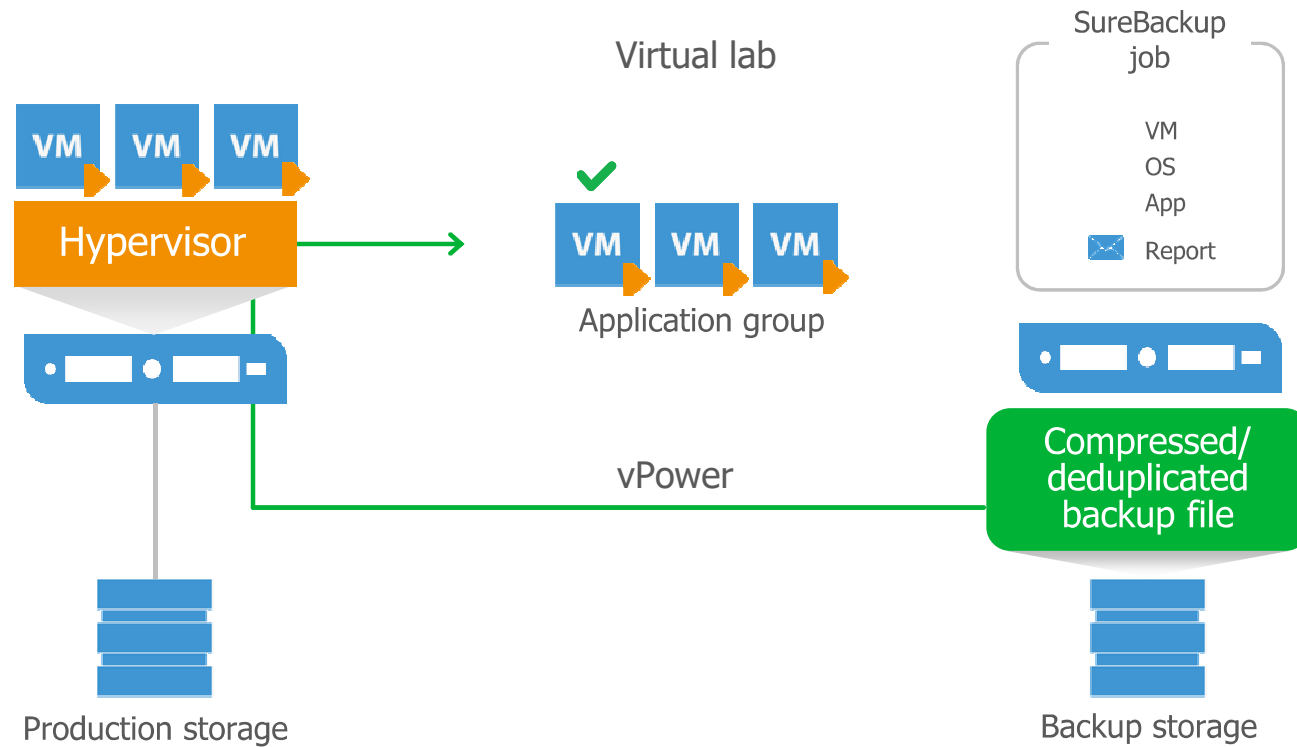 SureBackup
job
Virtual lab
VM
VM
VM
VM
OS
App
Report
Hypervisor
VM
VM
VM
Application group
Compressed/
deduplicated
backup file
vPower
Production storage
Backup storage